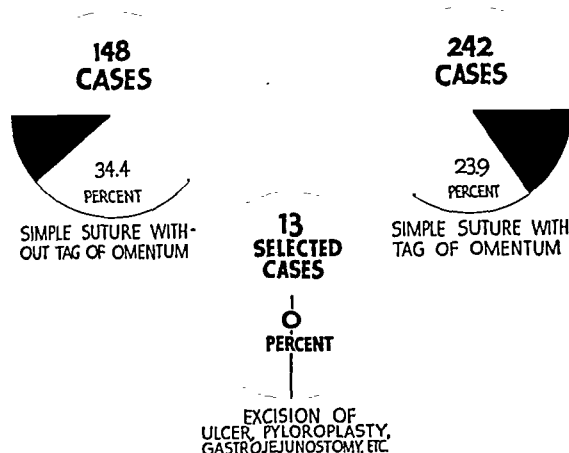 148
CASES
34.4
PERCENT
SIMPLE SUTURE WITH-
OUT TAG OF OMENTUM
242
CASES
23.9
PERCENT
SIMPLE SUTURE WITH
TAG OF OMENTUM
13
SELECTED
CASES
0
PERCENT
EXCISION OF
ULCER, PYLOROPLASTY,
GASTROJEJUNOSTOMY, ETC.